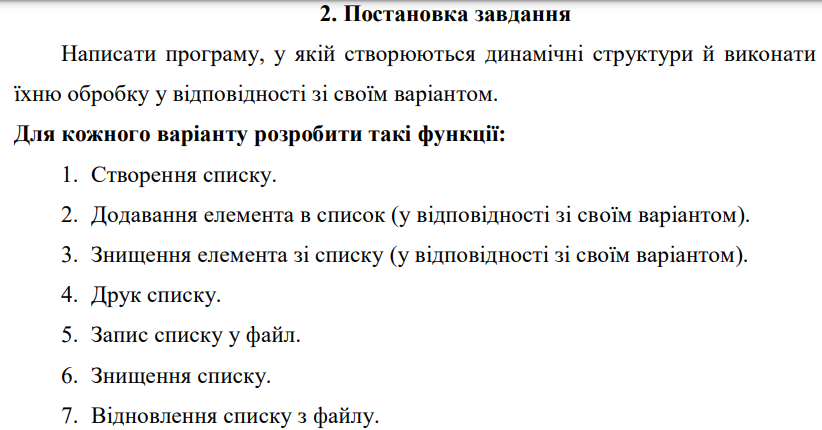 2. Постановка завдання
Написати програму, у якій створюються динамічні структури й виконати
їхню обробку у відповідності зі своїм варіантом.
Для кожного варіанту розробити такі функції:
1. Створення списку.
2. Додавання елемента в список (у відповідності зі своїм варіантом).
3. Знищення елемента зі списку (у відповідності зі своїм варіантом).
4. Друк списку.
5. Запис списку у файл.
6. Знищення списку.
7. Відновлення списку з файлу.